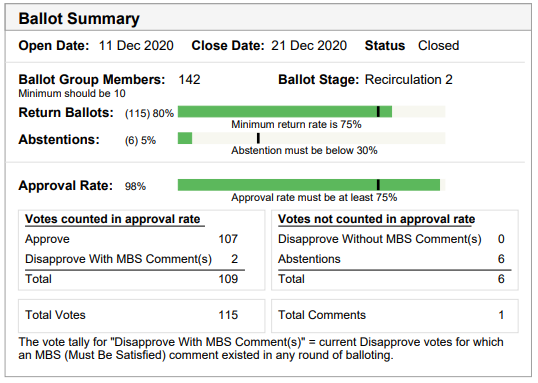 Ballot Summary
Open Date: 11 Dec 2020 Close Date: 21 Dec 2020 Status Closed
Ballot Group Members: 142 Ballot Stage: Recirculation 2
Minimum should be 10
Return Ballots: (115) 80%
Minimum return rate is 75%
Abstentions: (6) 5%
Abstention must be below 30%
Approval Rate: 98%
Approval rate must be at least 75%
Votes counted in approval rate
Approve 107
Disapprove With MBS Comment(s) 2
Total 109
Votes not counted in approval rate
Disapprove Without MBS Comment(s) 0
Abstentions 6
Total 6
Total Votes 115
Total Comments 1
The vote tally for "Disapprove With MBS Comment(s)" = current Disapprove votes for which
an MBS (Must Be Satisfied) comment existed in any round of balloting.